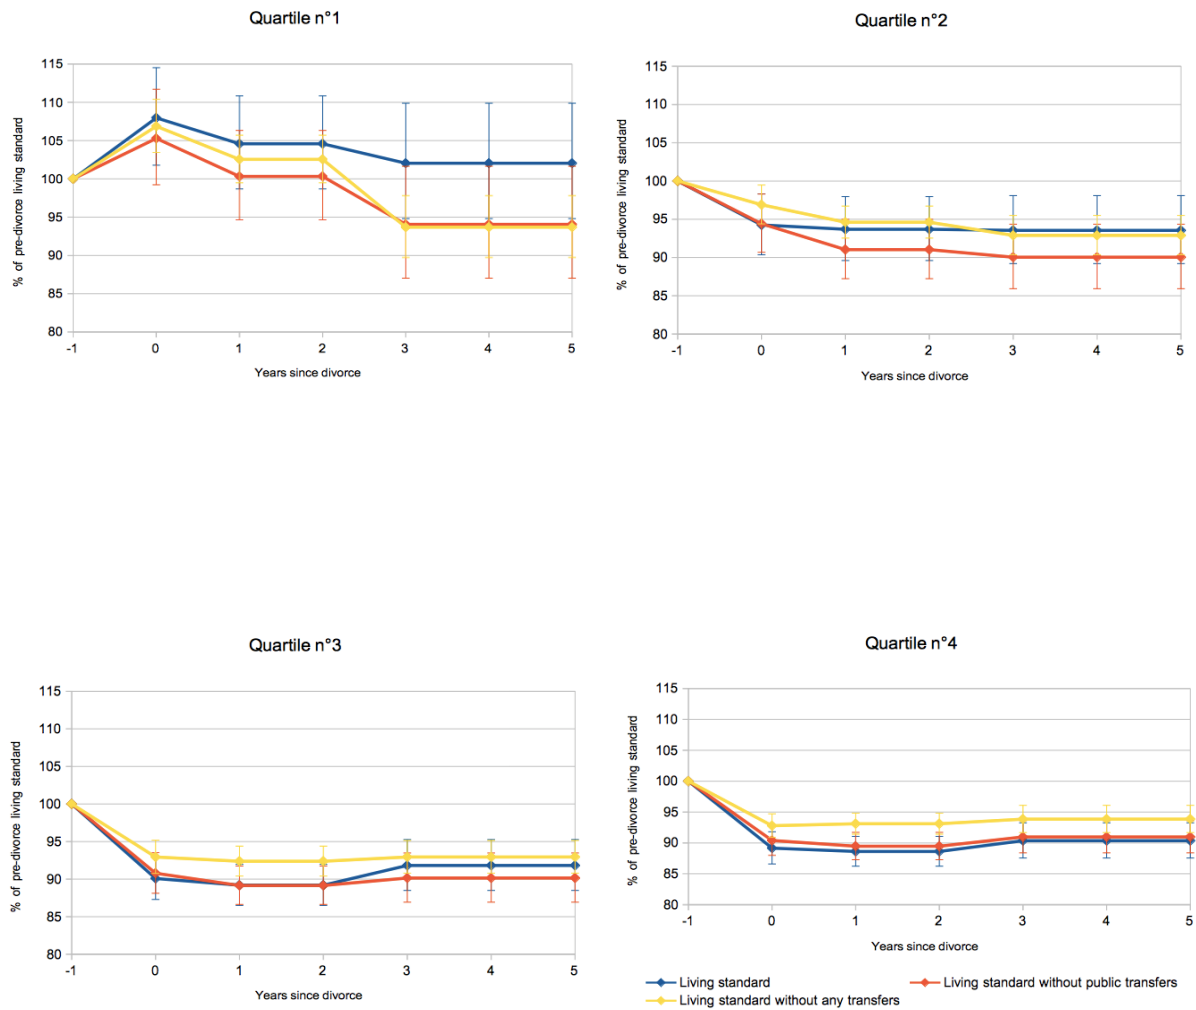 Quartile n°1
115
110
105
100
95
90
85
80
% of pre-divorce living standard
-1 0 1 2 3 4 5
Years since divorce
Quartile n°2
115
110
105
100
95
90
85
80
% of pre-divorce living standard
-1 0 1 2 3 4 5
Years since divorce
Quartile n°3
115
110
105
100
95
90
85
80
% of pre-divorce living standard
-1 0 1 2 3 4 5
Years since divorce
Quartile n°4
115
110
105
100
95
90
85
80
% of pre-divorce living standard
-1 0 1 2 3 4 5
Years since divorce
Living standard
Living standard without public transfers
Living standard without any transfers